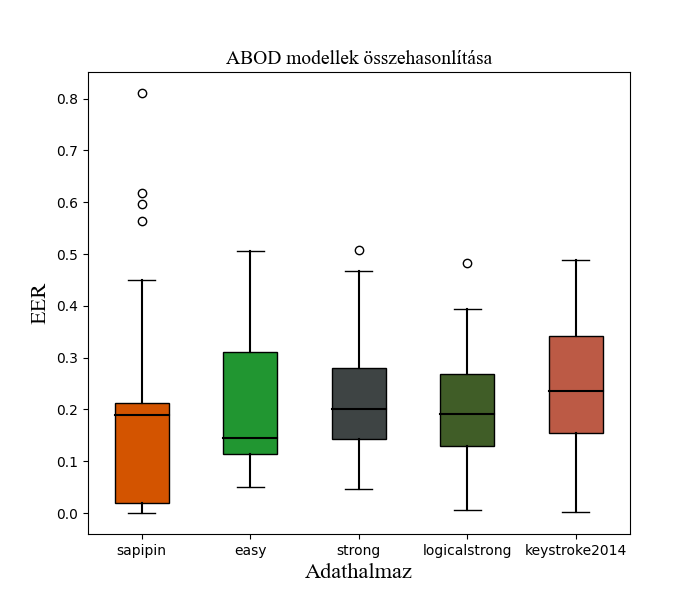 ABOD modellek összehasonlítása
EER
0.8
0.7
0.6
0.5
0.4
0.3
0.2
0.1
0.0
sapipin easy strong logicalstrong keystroke2014
Adathalmaz